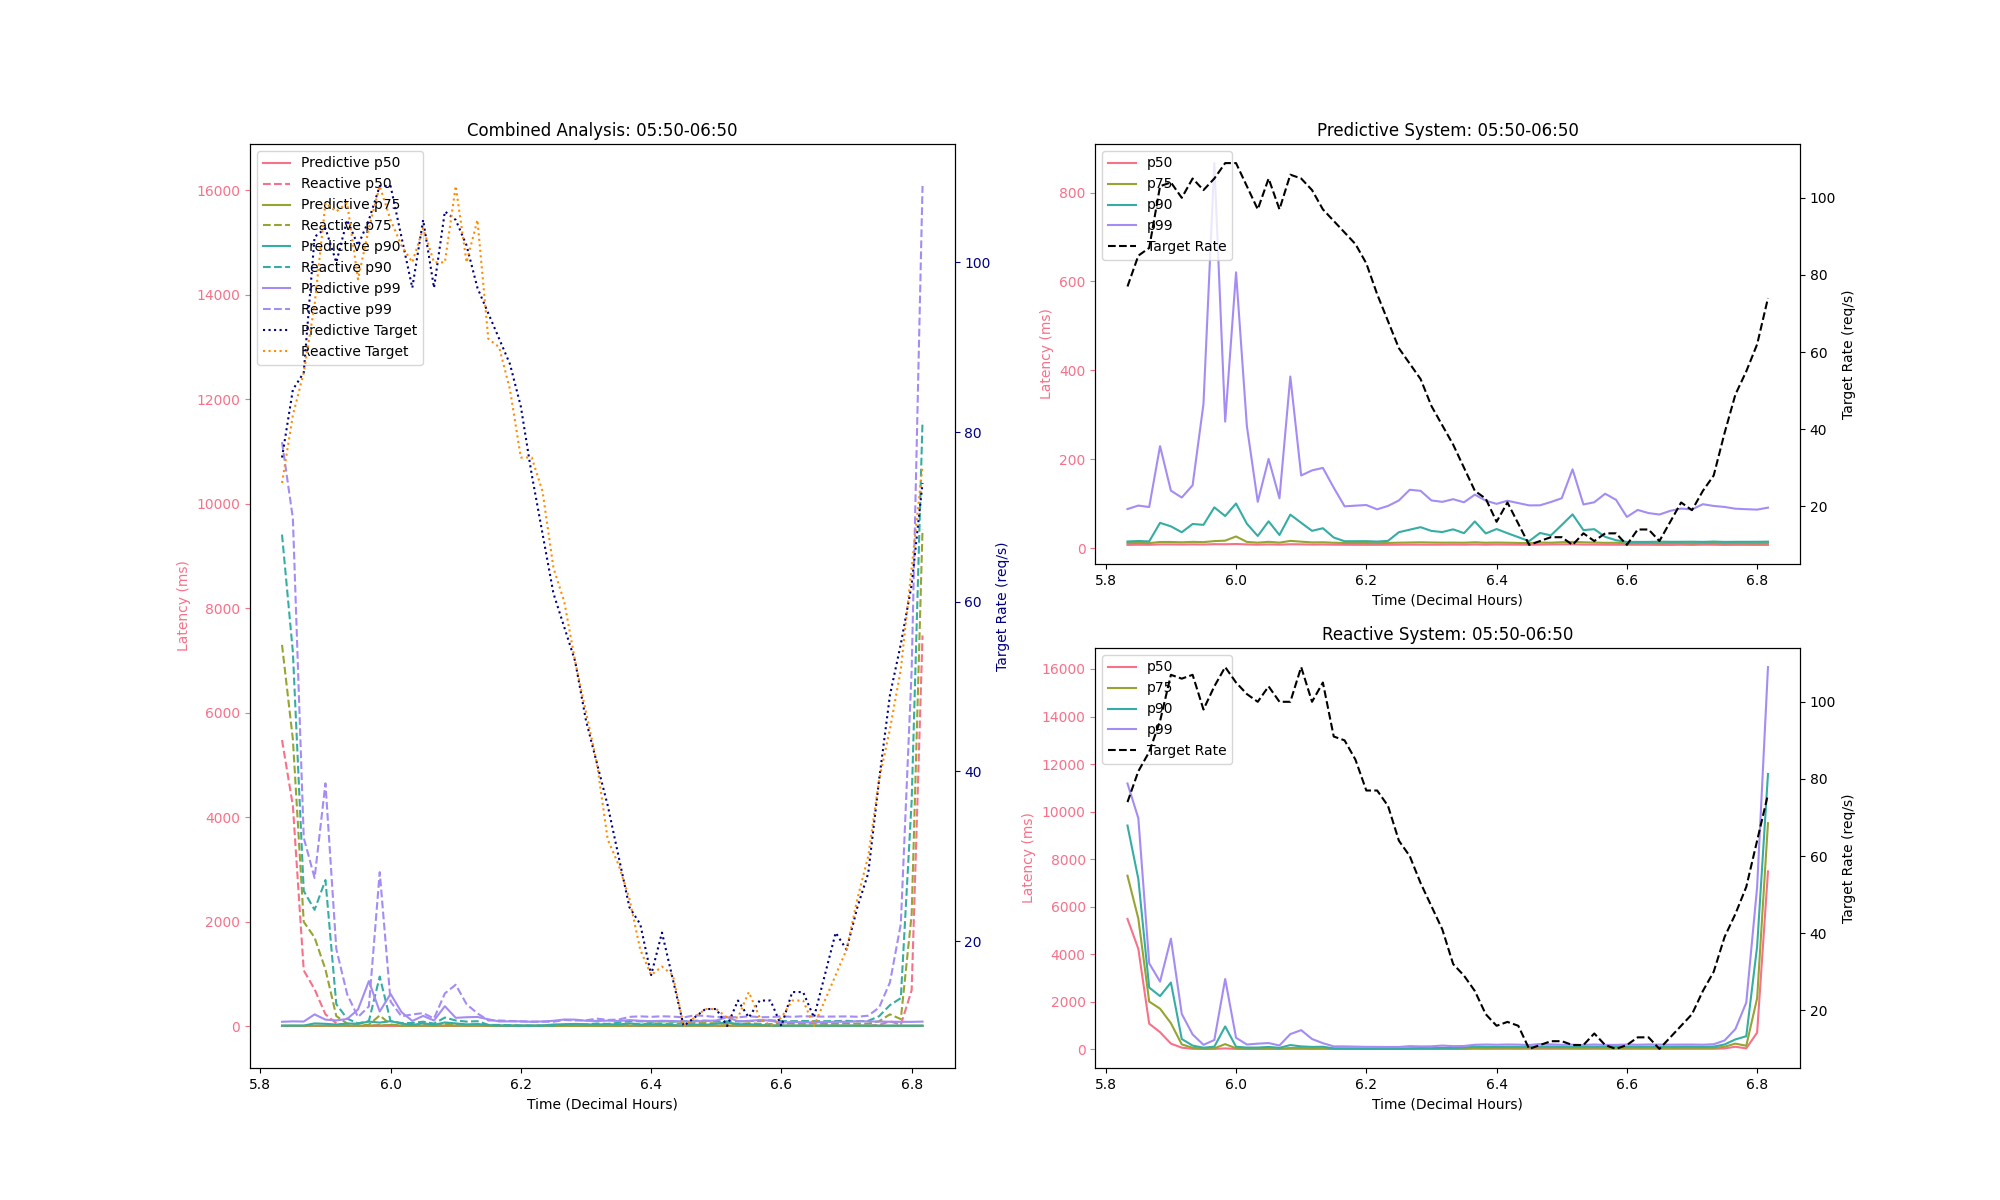 Combined Analysis: 05:50-06:50
Predictive p50
Reactive p50
Predictive p75
Reactive p75
Predictive p90
Reactive p90
Predictive p99
Reactive p99
Predictive Target
Reactive Target
16000
14000
12000
10000
8000
6000
4000
2000
0
Latency (ms)
100
80
60
40
20
Target Rate (req/s)
5.8 6.0 6.2 6.4 6.6 6.8
Time (Decimal Hours)
Predictive System: 05:50-06:50
p50
p75
p90
p99
Target Rate
800
600
400
200
0
Latency (ms)
100
80
60
40
20
Target Rate (req/s)
5.8 6.0 6.2 6.4 6.6 6.8
Time (Decimal Hours)
Reactive System: 05:50-06:50
p50
p75
p90
p99
Target Rate
16000
14000
12000
10000
8000
6000
4000
2000
0
Latency (ms)
100
80
60
40
20
Target Rate (req/s)
5.8 6.0 6.2 6.4 6.6 6.8
Time (Decimal Hours)